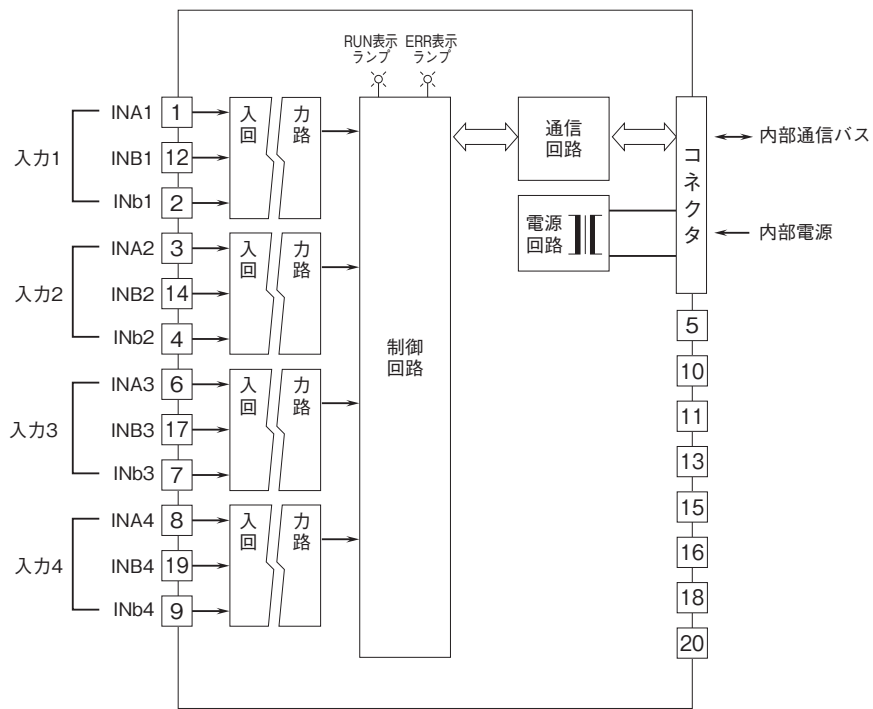 RUN表示
ランプ
ERR表示
ランプ
入力1
INA1 1
INB1 12
INb1 2
入 力
回 路
入力2
INA2 3
INB2 14
INb2 4
入 力
回 路
入力3
INA3 6
INB3 17
INb3 7
入 力
回 路
入力4
INA4 8
INB4 19
INb4 9
入 力
回 路
制御
回路
通信
回路
電源
回路
コネクタ
内部通信バス
内部電源
5
10
11
13
15
16
18
20